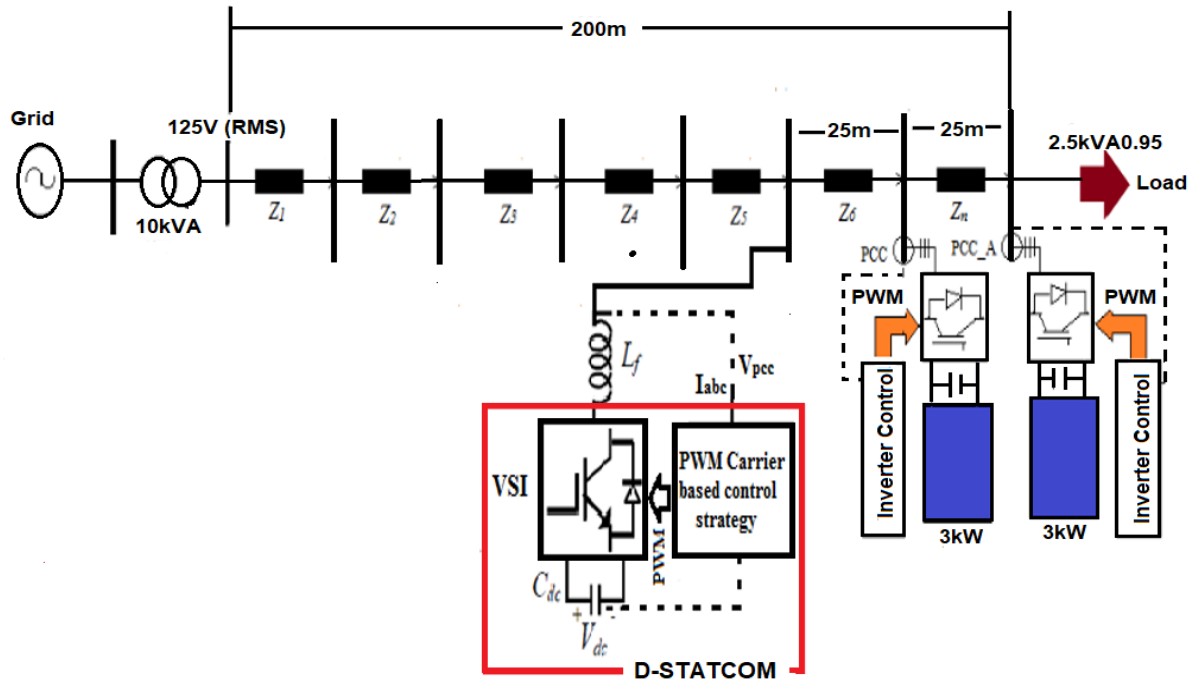 200m
Grid
125V (RMS)
25m
25m
2.5kVA0.95
Load
10kVA
Z1
Z2
Z3
Z4
Z5
Z6
Zn
PCC
PCC_A
PWM
PWM
Lf
Vpcc
Iabc
VSI
PWM
PWM Carrier
based control
strategy
Cdc
+
Vdc
-
D-STATCOM
Inverter Control
3kW
3kW
Inverter Control